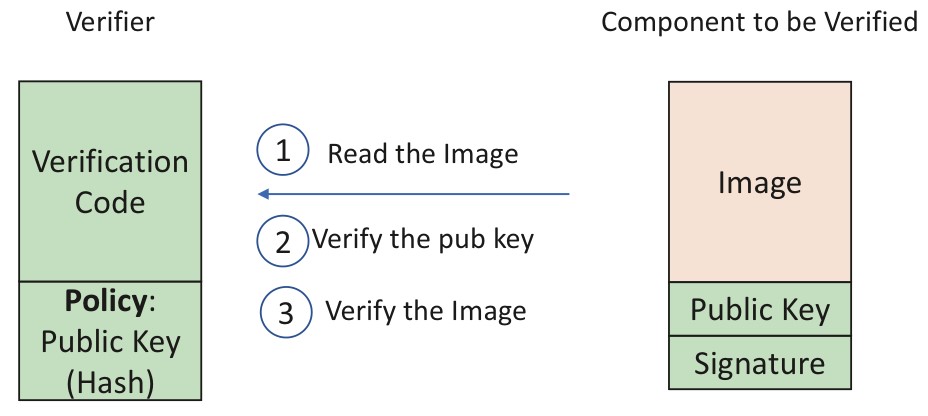 Verifier
Component to be Verified
Verification
Code
Policy:
Public Key
(Hash)
1 Read the Image
2 Verify the pub key
3 Verify the Image
Image
Public Key
Signature